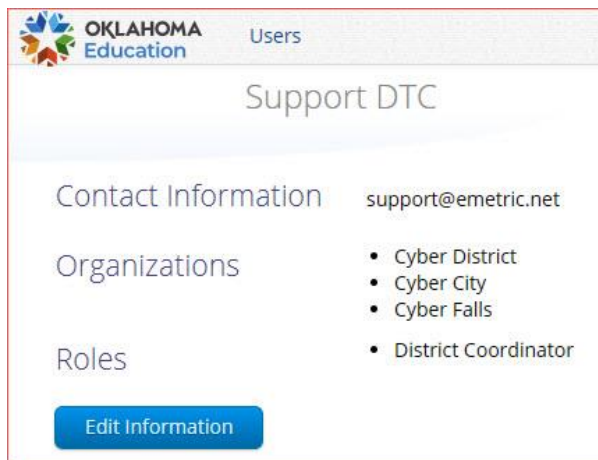 OKLAHOMA
Education
Users
Support DTC
Contact Information
support@emetric.net
Organizations
• Cyber District
• Cyber City
• Cyber Falls
Roles
• District Coordinator
Edit Information